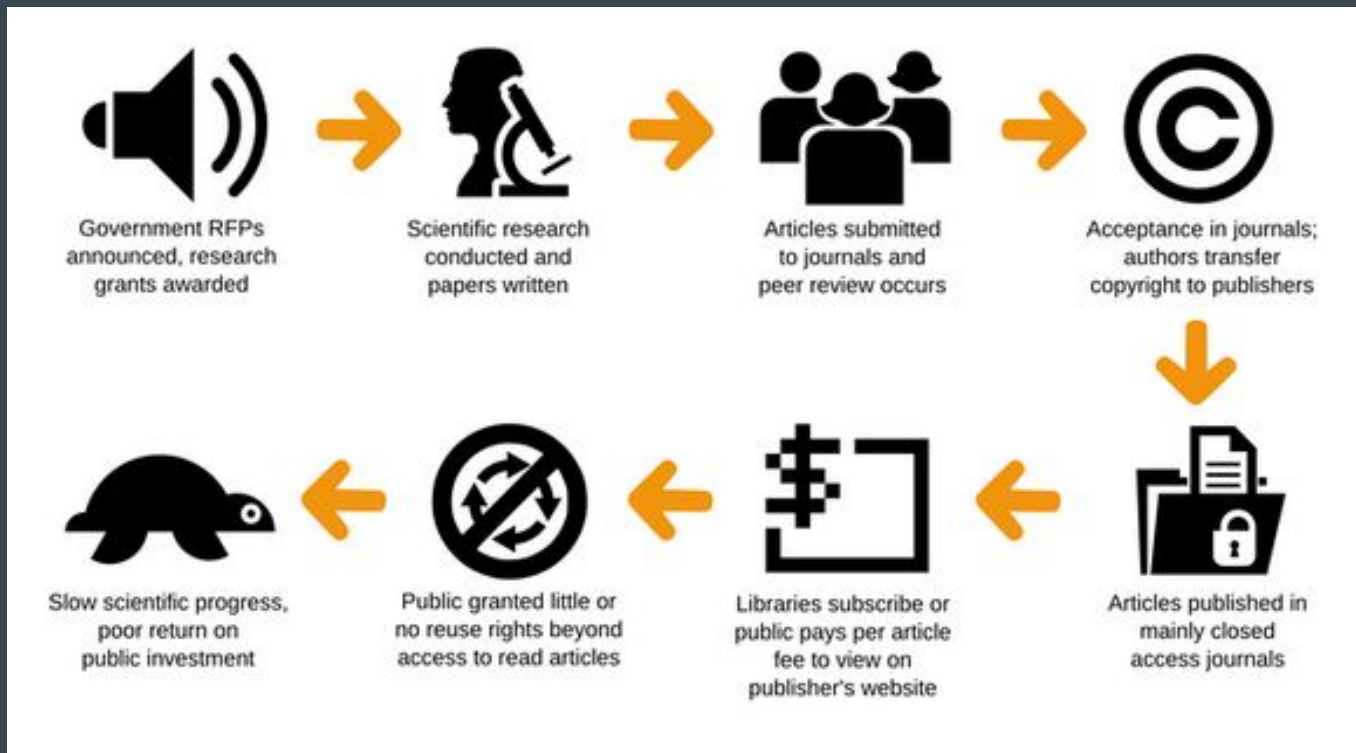 Government RFPs
announced, research
grants awarded
Scientific research
conducted and
papers written
Articles submitted
to journals and
peer review occurs
Acceptance in journals;
authors transfer
copyright to publishers
Articles published in
mainly closed
access journals
Libraries subscribe or
public pays per article
fee to view on
publisher's website
Public granted little or
no reuse rights beyond
access to read articles
Slow scientific progress,
poor return on
public investment